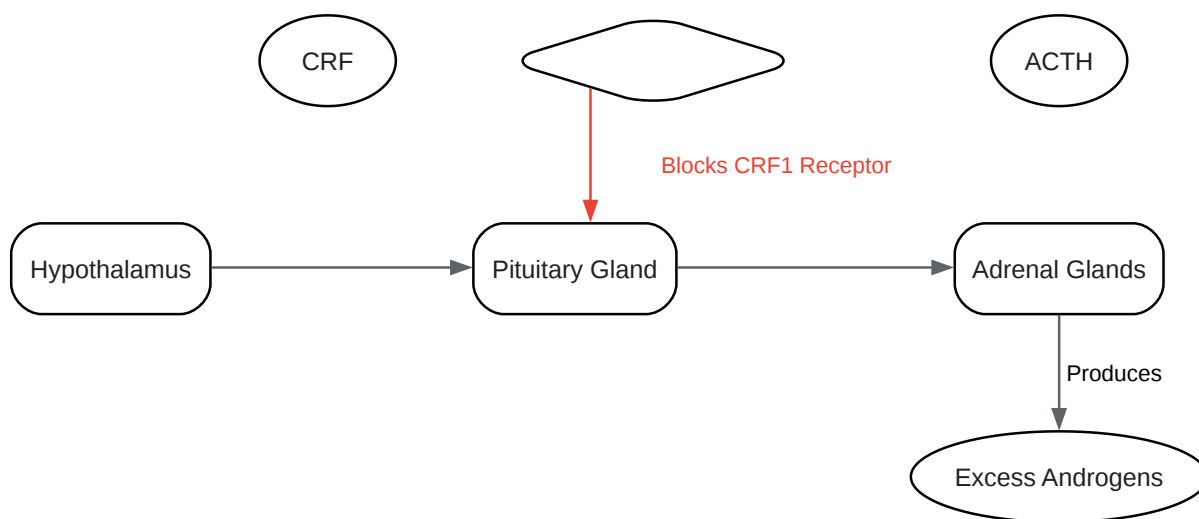 CRF
ACTH
Blocks CRF1 Receptor
Hypothalamus
Pituitary Gland
Adrenal Glands
Produces
Excess Androgens